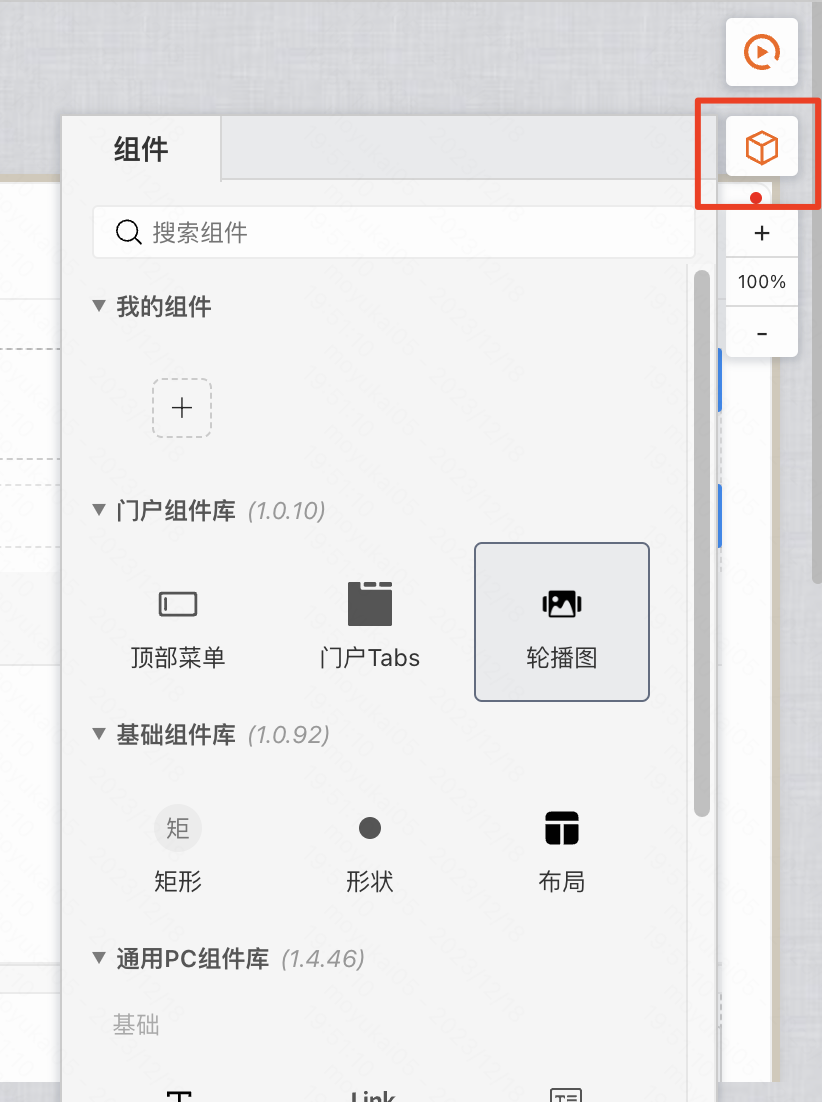 组件
搜索组件
+
100%
-
我的组件
+
门户组件库 (1.0.10)
顶部菜单 门户Tabs 轮播图
基础组件库 (1.0.92)
矩
矩形 形状 布局
通用PC组件库 (1.4.46)
基础
T Link